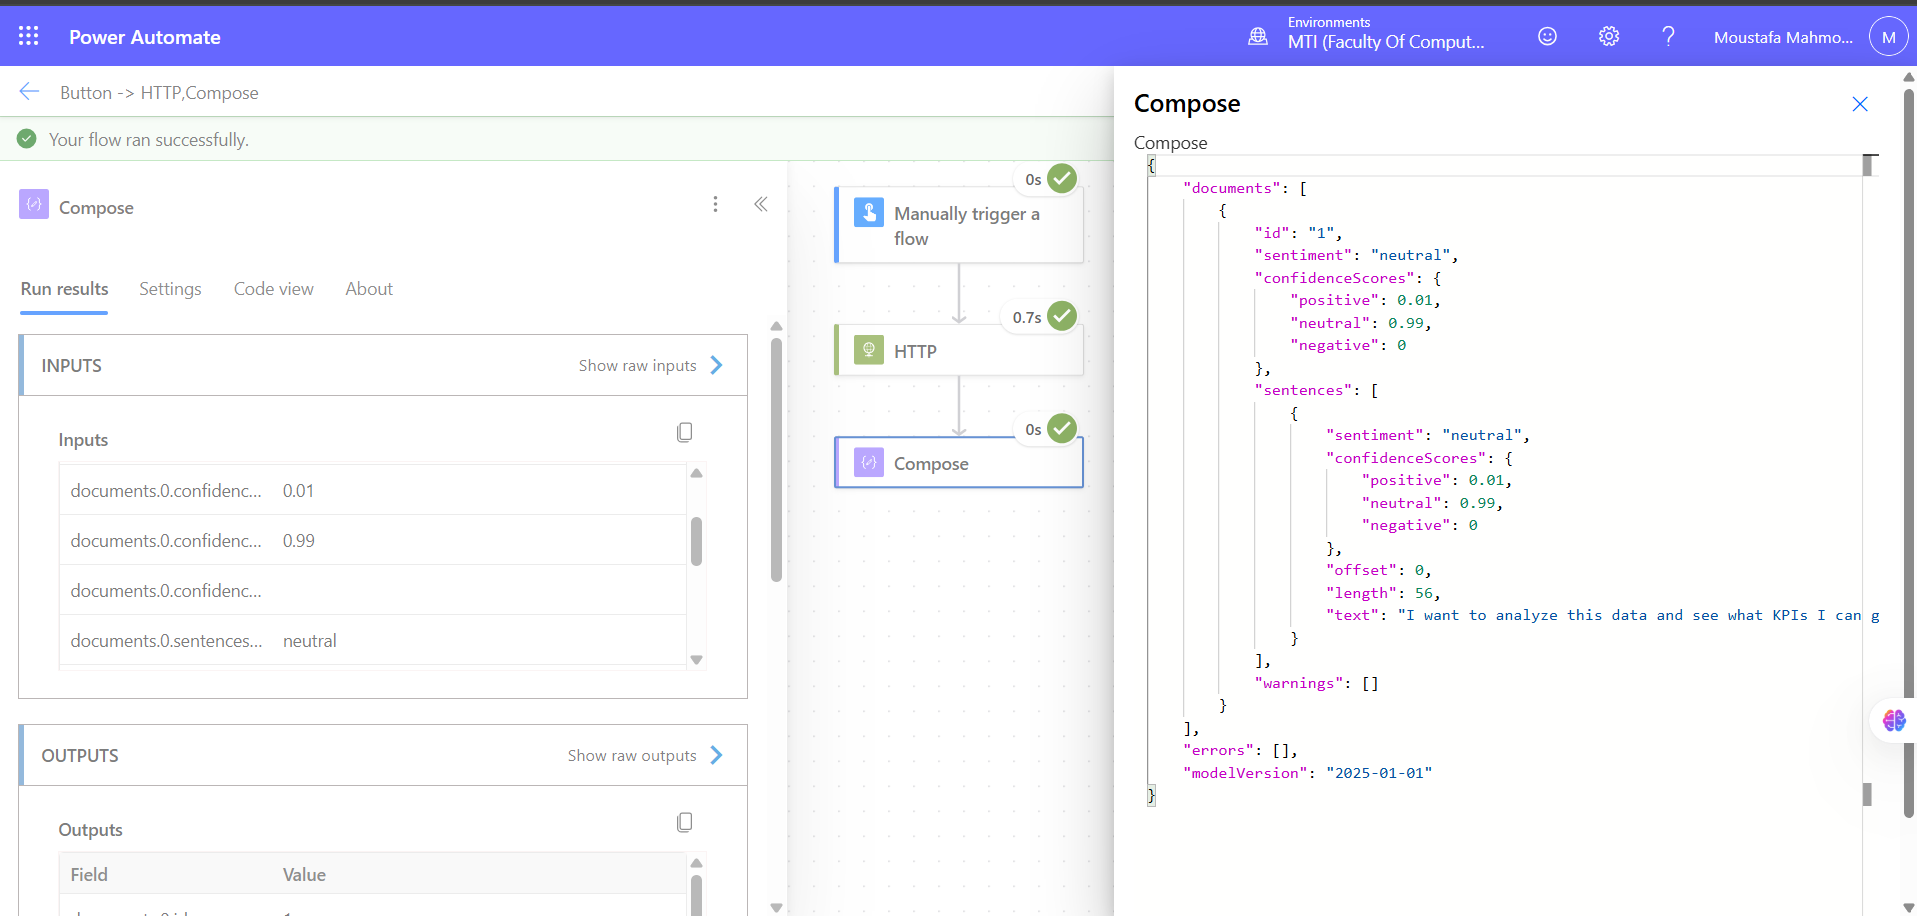 Power Automate
Environments
MTI (Faculty Of Comput...
Moustafa Mahmo...
M
Button -> HTTP,Compose
Your flow ran successfully.
Compose
Run results
Settings
Code view
About
INPUTS
Show raw inputs
Inputs
documents.0.confidenc... 0.01
documents.0.confidenc... 0.99
documents.0.confidenc...
documents.0.sentences... neutral
OUTPUTS
Show raw outputs
Outputs
Field Value
0s
Manually trigger a
flow
0.7s
HTTP
0s
Compose
Compose
Compose
{
"documents": [
{
"id": "1",
"sentiment": "neutral",
"confidenceScores": {
"positive": 0.01,
"neutral": 0.99,
"negative": 0
},
"sentences": [
{
"sentiment": "neutral",
"confidenceScores": {
"positive": 0.01,
"neutral": 0.99,
"negative": 0
},
"offset": 0,
"length": 56,
"text": "I want to analyze this data and see what KPIs I can g
}
],
"warnings": []
}
],
"errors": [],
"modelVersion": "2025-01-01"
}